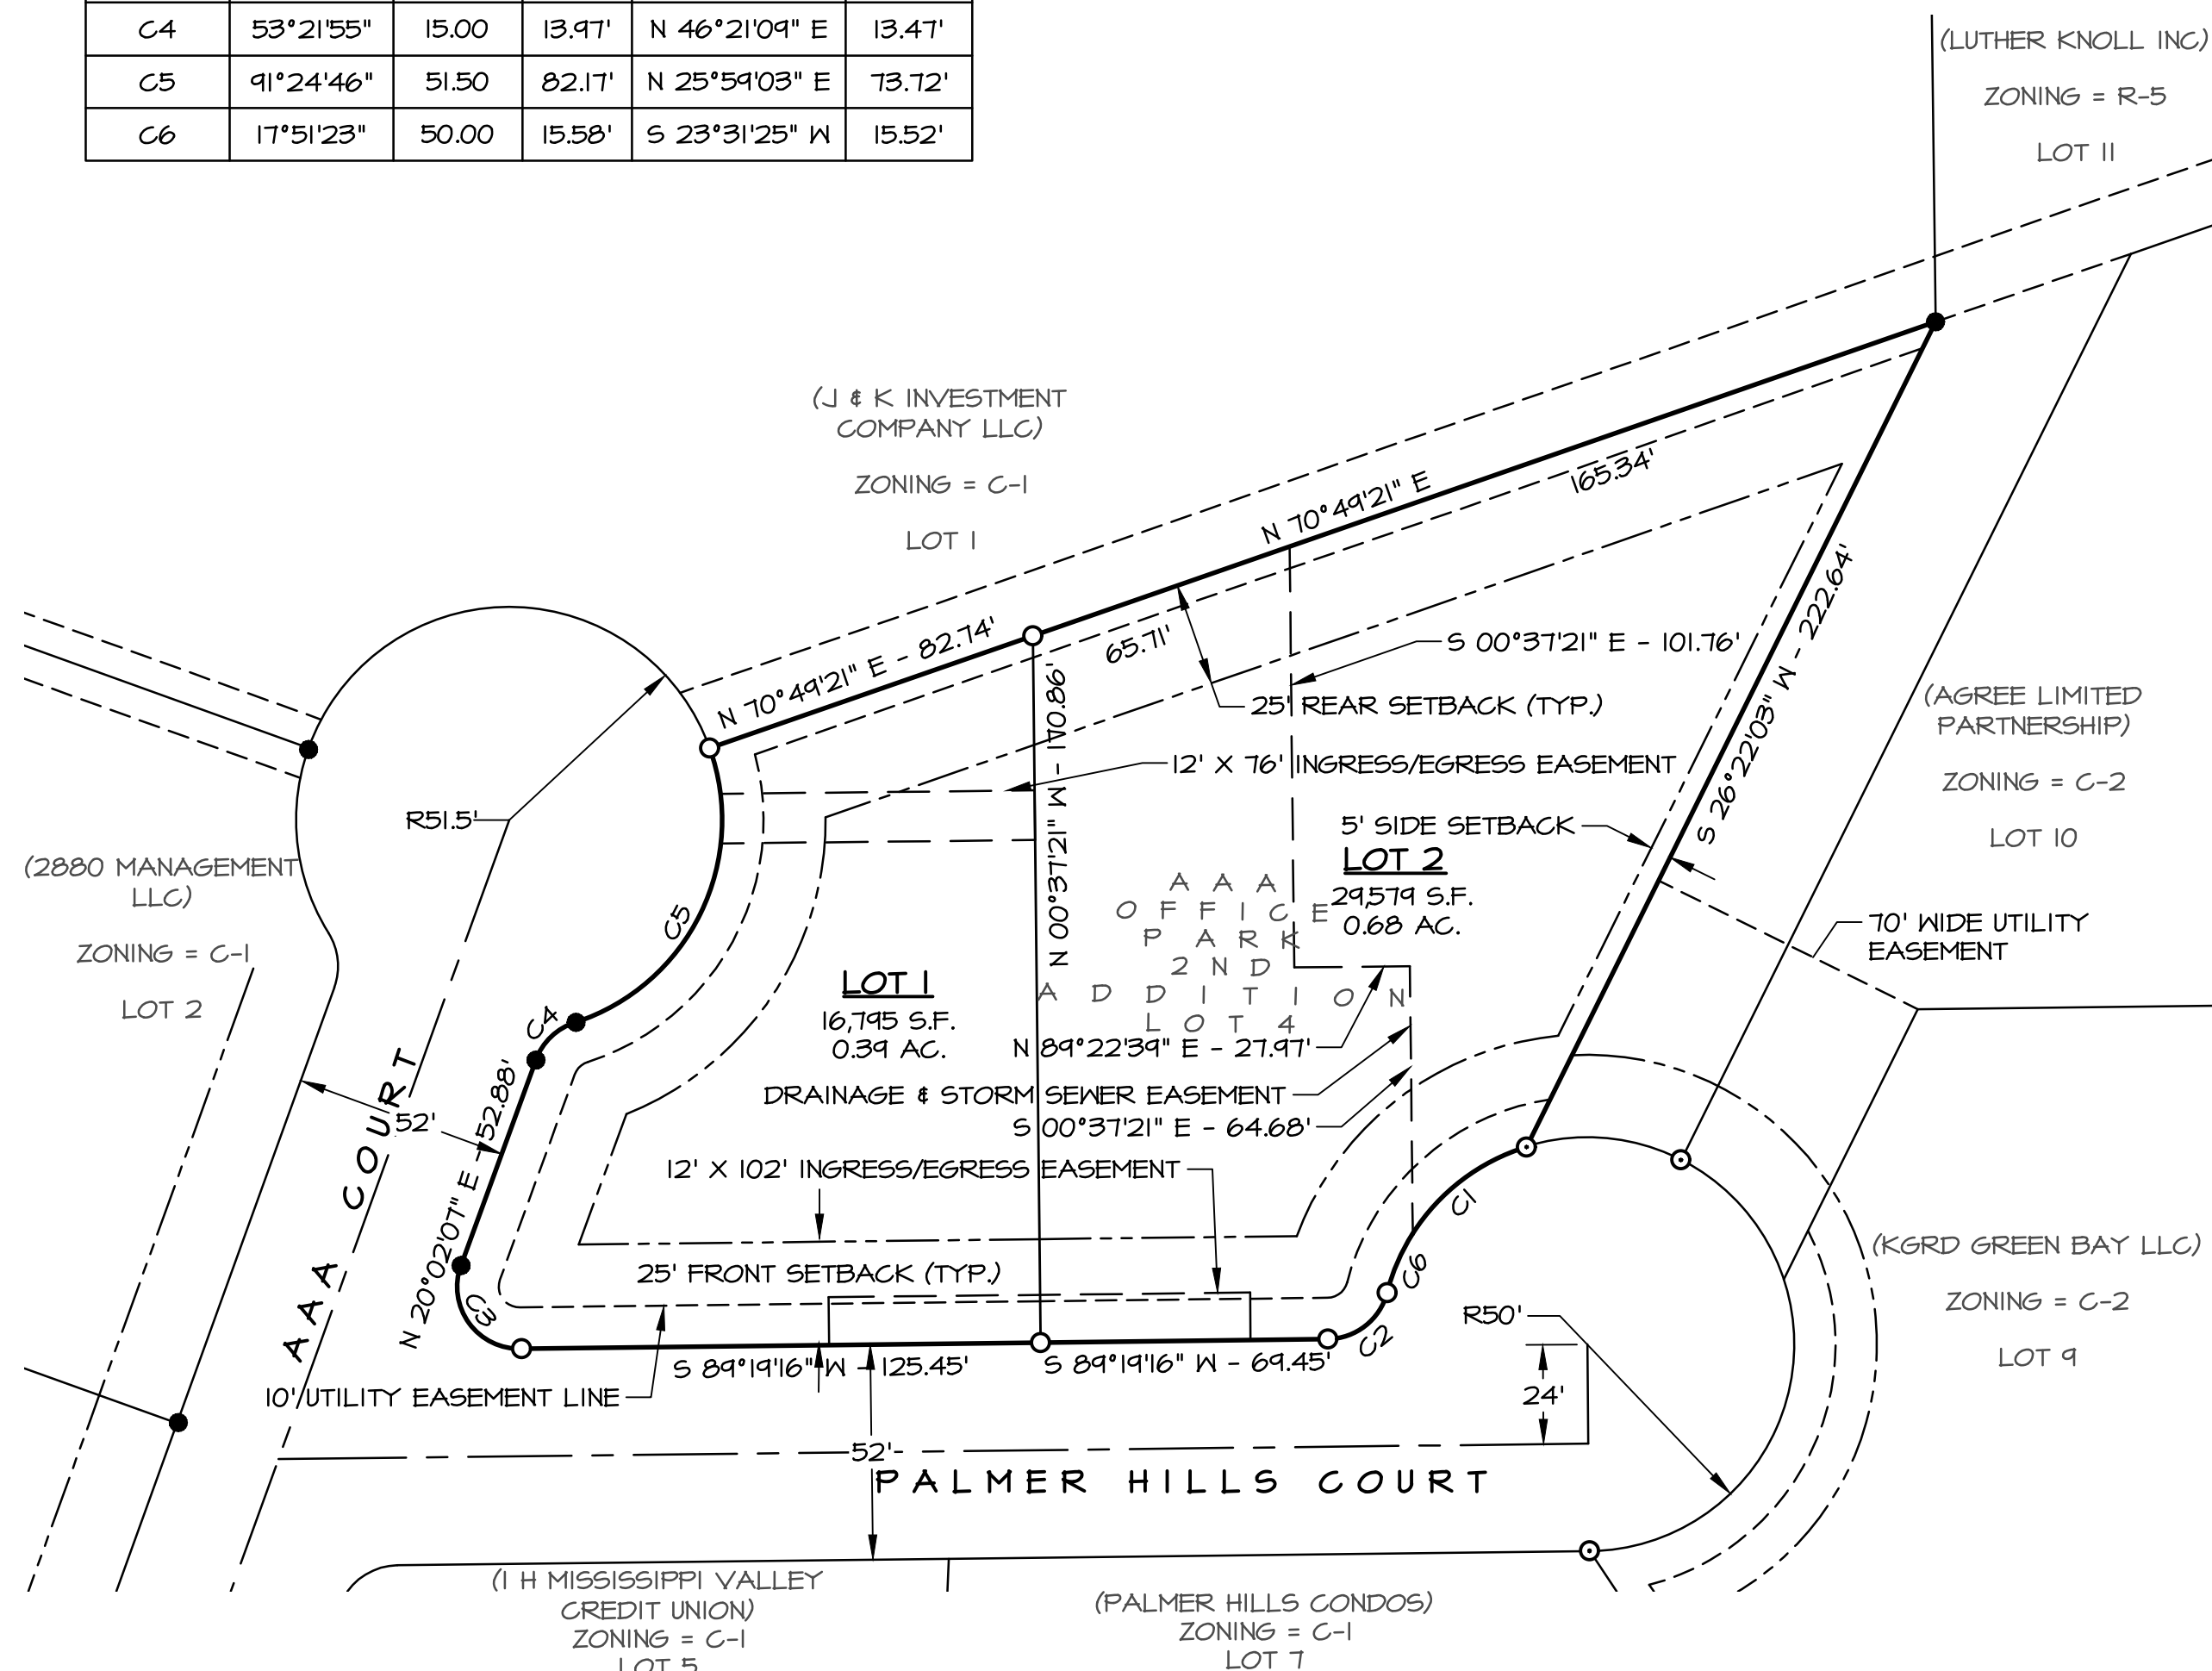 C4 53°21'55" 15.00 13.97' N 46°21'09" E 13.47'
C5 91°24'46" 51.50 82.17' N 25°59'03" E 73.72'
C6 17°51'23" 50.00 15.58' S 23°31'25" W 15.52'
(LUTHER KNOLL INC)
ZONING = R-5
LOT 11
(J & K INVESTMENT
COMPANY LLC)
ZONING = C-1
LOT 1
N 70°49'21" E
165.34'
N 70°49'21" E - 82.74'
65.71'
S 00°37'21" E - 101.76'
25' REAR SETBACK (TYP.)
S 26°22'03" W - 222.64'
N 00°37'21" W - 170.86'
12' X 76' INGRESS/EGRESS EASEMENT
5' SIDE SETBACK
(AGREE LIMITED
PARTNERSHIP)
ZONING = C-2
LOT 10
R51.5'
(2880 MANAGEMENT
LLC)
ZONING = C-1
LOT 2
LOT 2
29,579 S.F.
0.68 AC.
AAA
OFFICE
PARK
2ND
ADDITION
LOT 4
70' WIDE UTILITY
EASEMENT
C5
C4
LOT 1
16,795 S.F.
0.39 AC.
N 89°22'39" E - 27.97'
DRAINAGE & STORM SEWER EASEMENT
S 00°37'21" E - 64.68'
52'
AAA COURT
N 20°02'07" E - 52.88'
12' X 102' INGRESS/EGRESS EASEMENT
C1
C6
C2
C3
25' FRONT SETBACK (TYP.)
(KGRD GREEN BAY LLC)
ZONING = C-2
LOT 9
R50'
24'
S 89°19'16" W - 125.45'
S 89°19'16" W - 69.45'
10' UTILITY EASEMENT LINE
52'
PALMER HILLS COURT
(I H MISSISSIPPI VALLEY
CREDIT UNION)
ZONING = C-1
LOT 5
(PALMER HILLS CONDOS)
ZONING = C-1
LOT 7